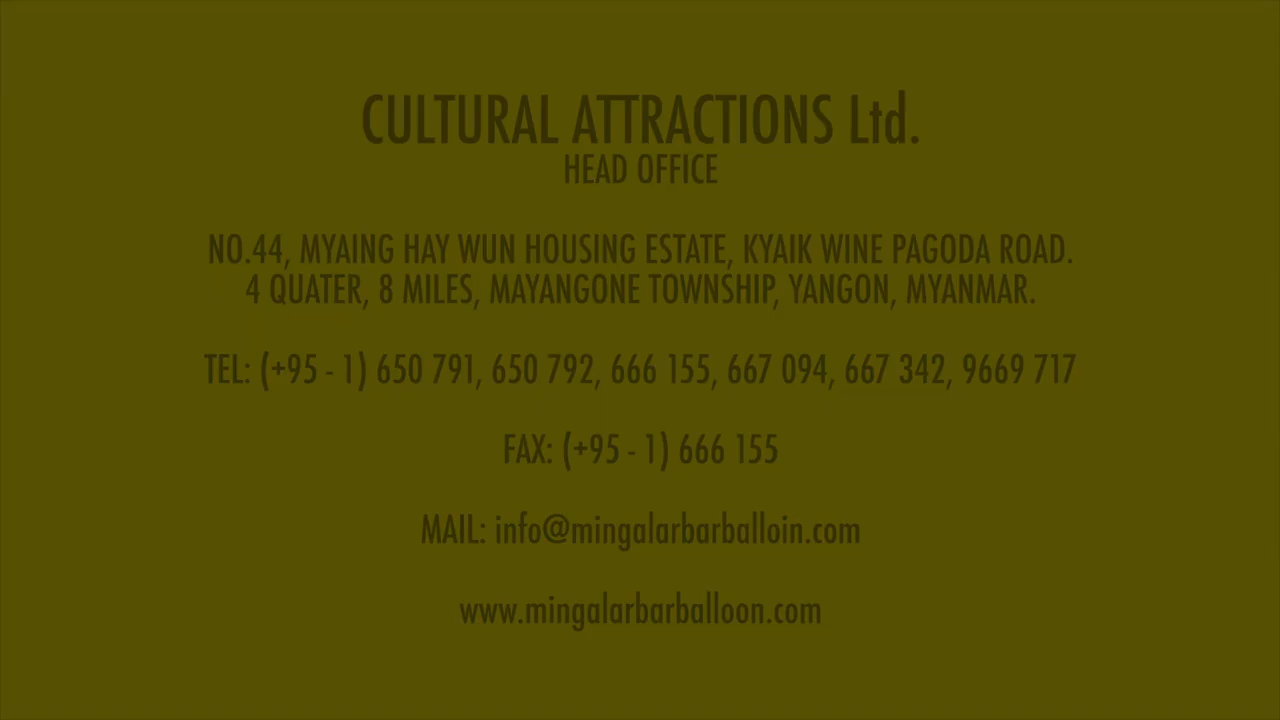 CULTURAL ATTRACTIONS Ltd.
HEAD OFFICE
NO.44, MYAING HAY WUN HOUSING ESTATE, KYAIK WINE PAGODA ROAD.
4 QUATER, 8 MILES, MAYANGONE TOWNSHIP, YANGON, MYANMAR.
TEL: (+95 - 1) 650 791, 650 792, 666 155, 667 094, 667 342, 9669 717
FAX: (+95 - 1) 666 155
MAIL: info@mingalarbarballoin.com
www.mingalarbarballoon.com